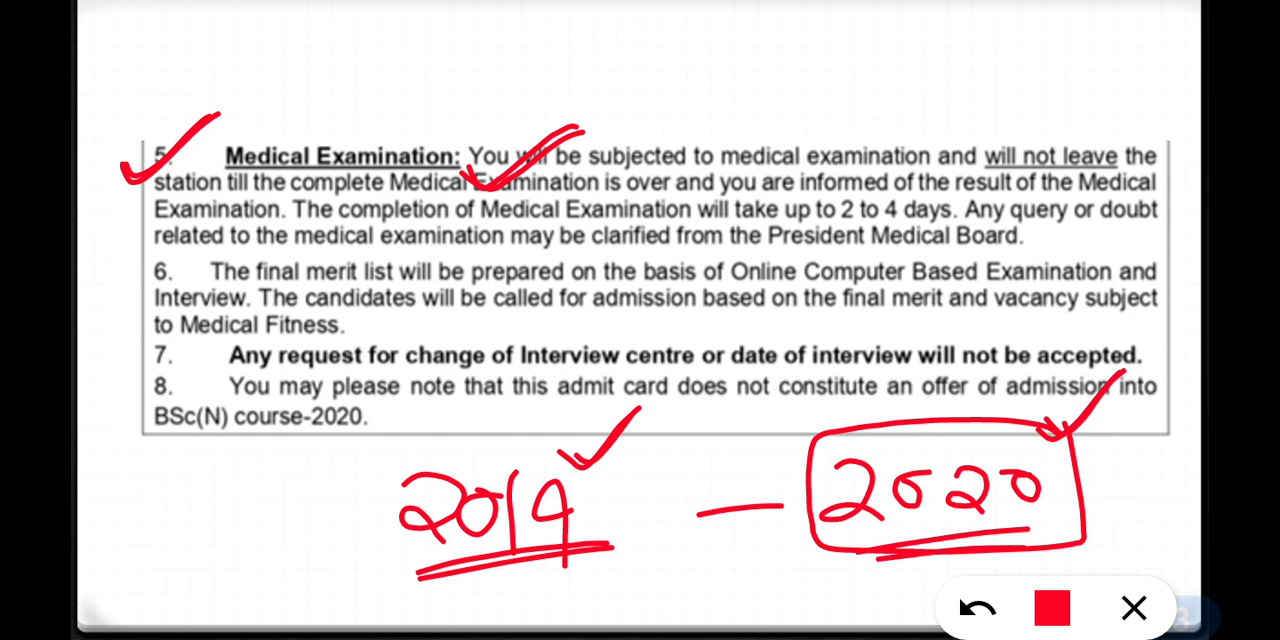 5. Medical Examination: You will be subjected to medical examination and will not leave the
station till the complete Medical Examination is over and you are informed of the result of the Medical
Examination. The completion of Medical Examination will take up to 2 to 4 days. Any query or doubt
related to the medical examination may be clarified from the President Medical Board.
6. The final merit list will be prepared on the basis of Online Computer Based Examination and
Interview. The candidates will be called for admission based on the final merit and vacancy subject
to Medical Fitness.
7. Any request for change of Interview centre or date of interview will not be accepted.
8. You may please note that this admit card does not constitute an offer of admission into
BSc(N) course-2020.
2019 — 2020